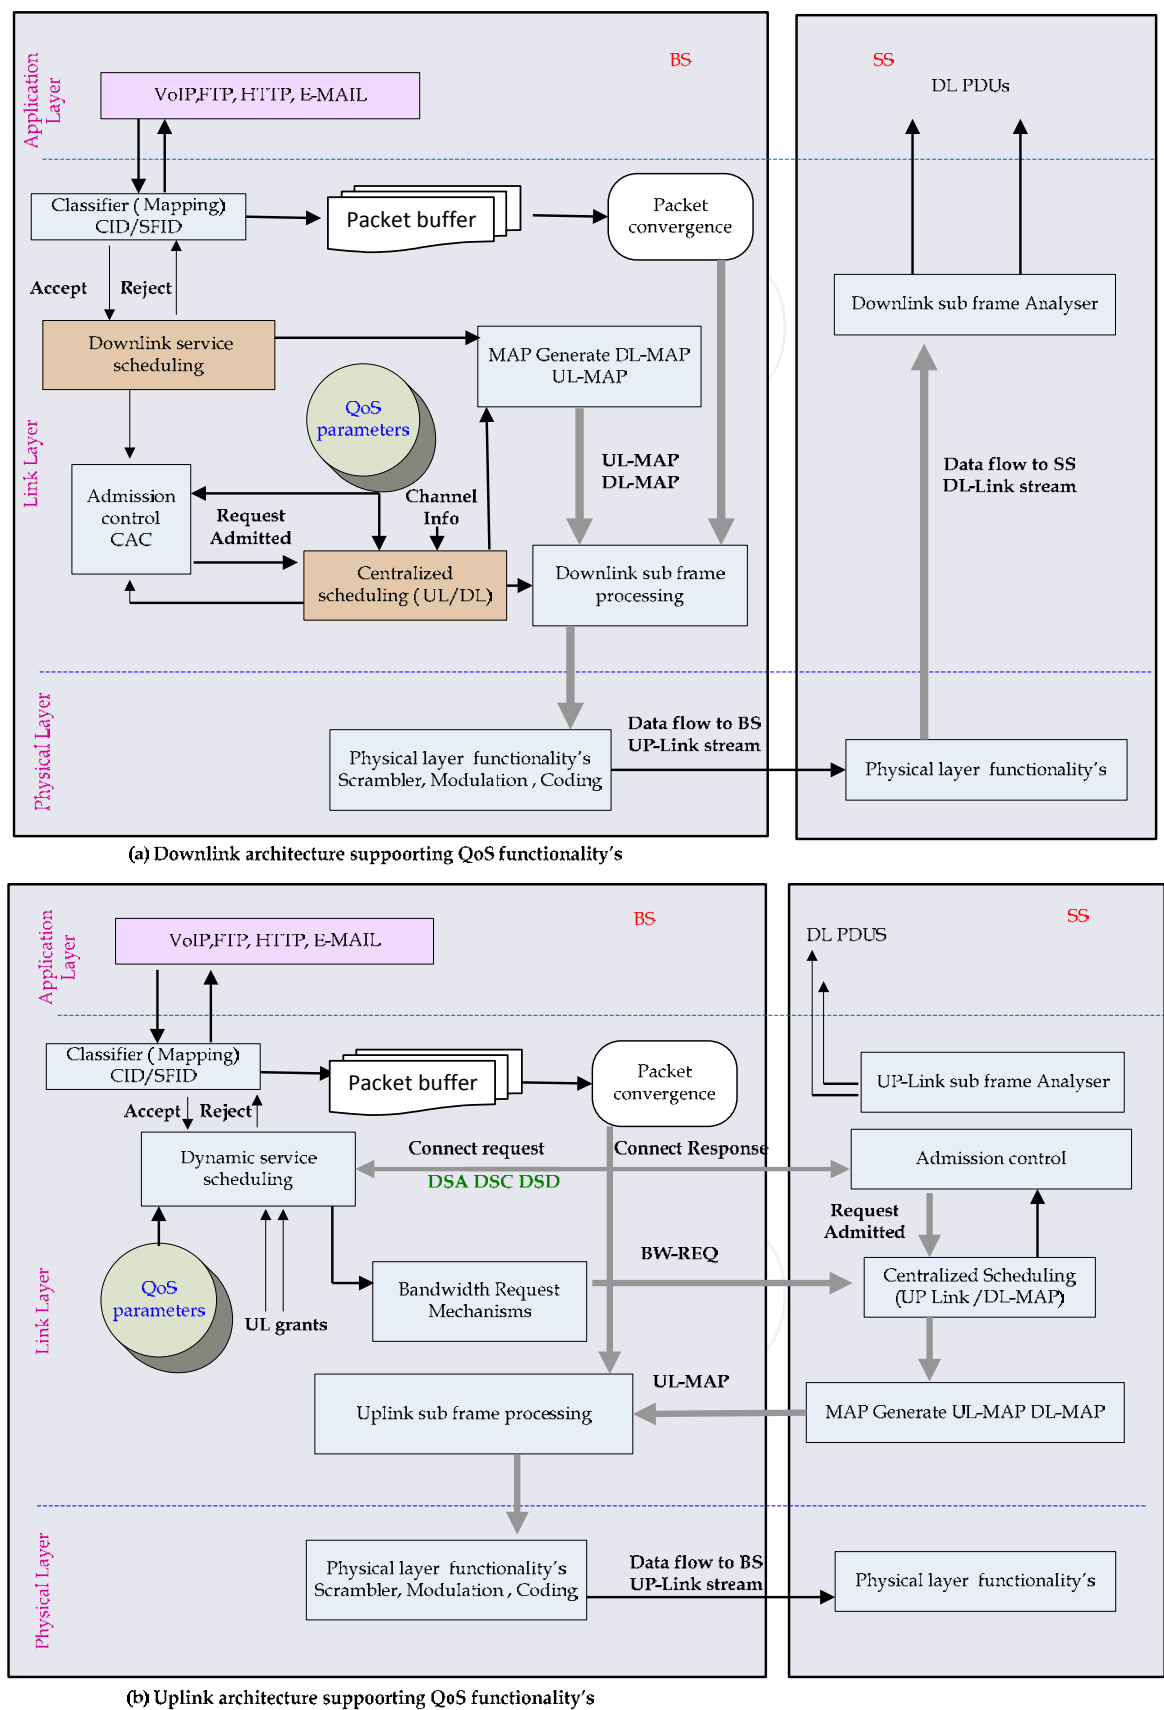 BS
SS
Application
Layer
VoIP,FTP, HTTP, E-MAIL
DL PDUs
Classifier ( Mapping)
CID/SFID
Packet buffer
Packet
convergence
Accept
Reject
Downlink sub frame Analyser
Downlink service
scheduling
MAP Generate DL-MAP
UL-MAP
QoS
parameters
Link Layer
UL-MAP
DL-MAP
Data flow to SS
DL-Link stream
Admission
control
CAC
Request
Admitted
Channel
Info
Centralized
scheduling ( UL/DL)
Downlink sub frame
processing
Physical Layer
Data flow to BS
UP-Link stream
Physical layer functionality's
Scrambler, Modulation , Coding
Physical layer functionality's
(a) Downlink architecture suppoorting QoS functionality's
BS
SS
Application
Layer
VoIP,FTP, HTTP, E-MAIL
DL PDUS
Classifier ( Mapping)
CID/SFID
Packet buffer
Packet
convergence
UP-Link sub frame Analyser
Accept
Reject
Dynamic service
scheduling
Connect request
Connect Response
DSA DSC DSD
Admission control
Request
Admitted
BW-REQ
Link Layer
QoS
parameters
UL grants
Bandwidth Request
Mechanisms
Centralized Scheduling
(UP Link /DL-MAP)
UL-MAP
Uplink sub frame processing
MAP Generate UL-MAP DL-MAP
Physical Layer
Physical layer functionality's
Scrambler, Modulation , Coding
Data flow to BS
UP-Link stream
Physical layer functionality's
(b) Uplink architecture suppoorting QoS functionality's